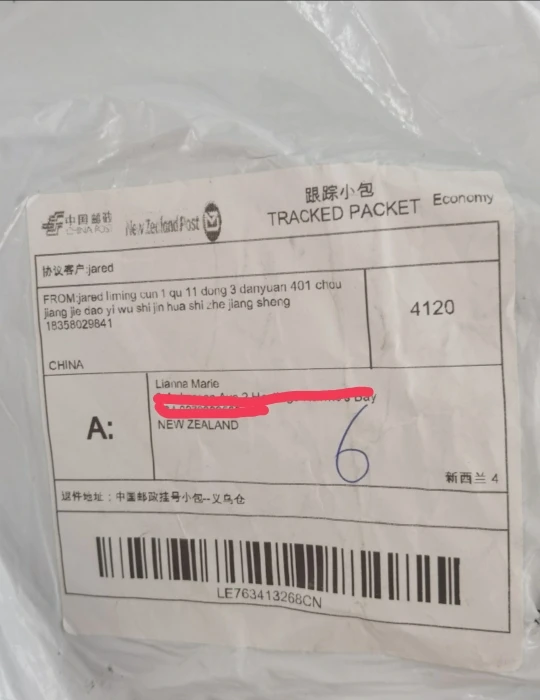 中国邮政
CHINA POST
New Zealand Post
跟踪小包
TRACKED PACKET Economy
协议客户:jared
FROM:jared liming cun 1 qu 11 dong 3 danyuan 401 chou
jiang jie dao yi wu shi jin hua shi zhe jiang sheng
18358029841
4120
CHINA
A:
Lianna Marie
Bay
NEW ZEALAND
6
新西兰 4
退件地址：中国邮政挂号小包--义乌仓
LE763413268CN